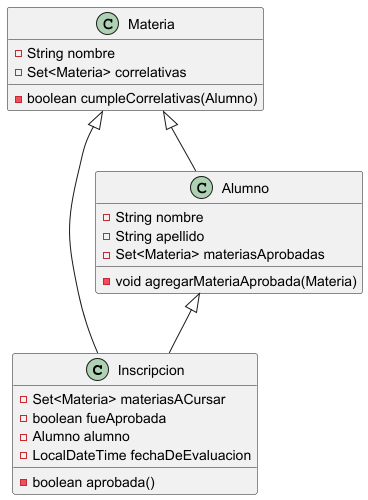 C Materia
String nombre
Set<Materia> correlativas
boolean cumpleCorrelativas(Alumno)
C Alumno
String nombre
String apellido
Set<Materia> materiasAprobadas
void agregarMateriaAprobada(Materia)
C Inscripcion
Set<Materia> materiasACursar
boolean fueAprobada
Alumno alumno
LocalDateTime fechaDeEvaluacion
boolean aprobada()